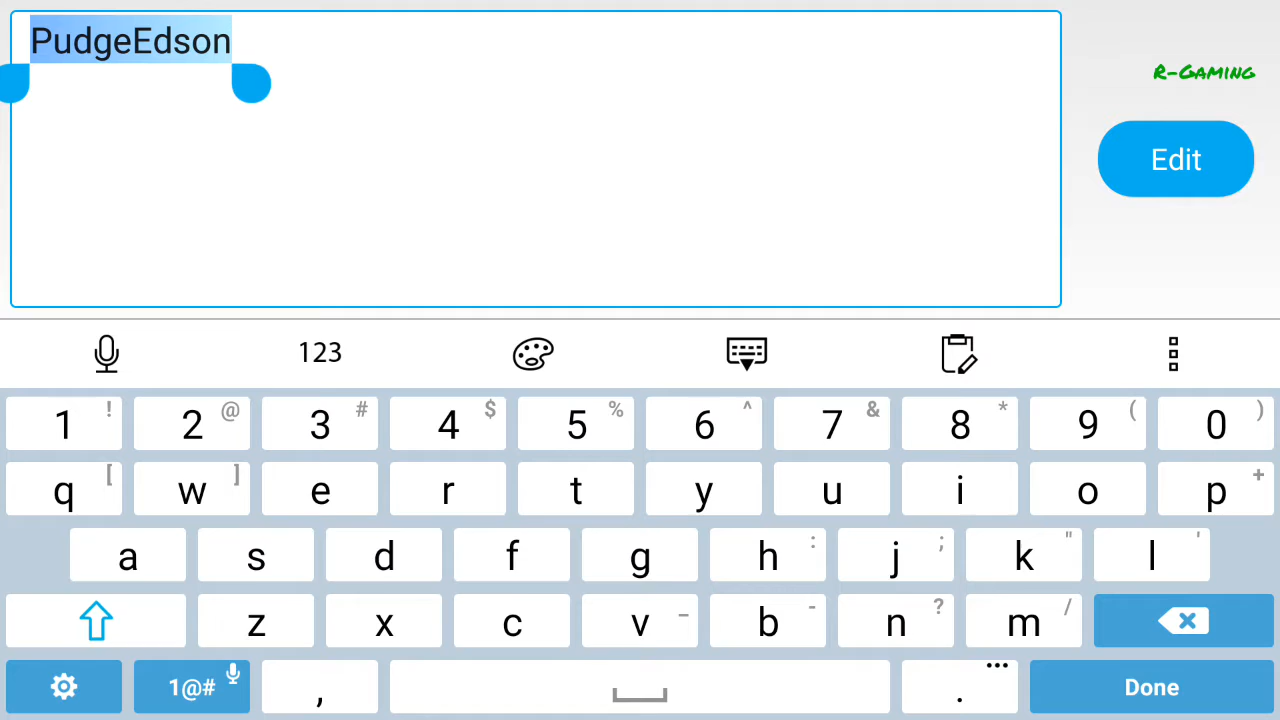 PudgeEdson
R-Gaming
Edit
123
1 ! 2 @ 3 # 4 $ 5 % 6 ^ 7 & 8 * 9 ( 0 )
q [ w ] e r t y u i o p +
a s d f g h : j ; k " l '
z x c v _ b - n ? m /
1@# , . ... Done